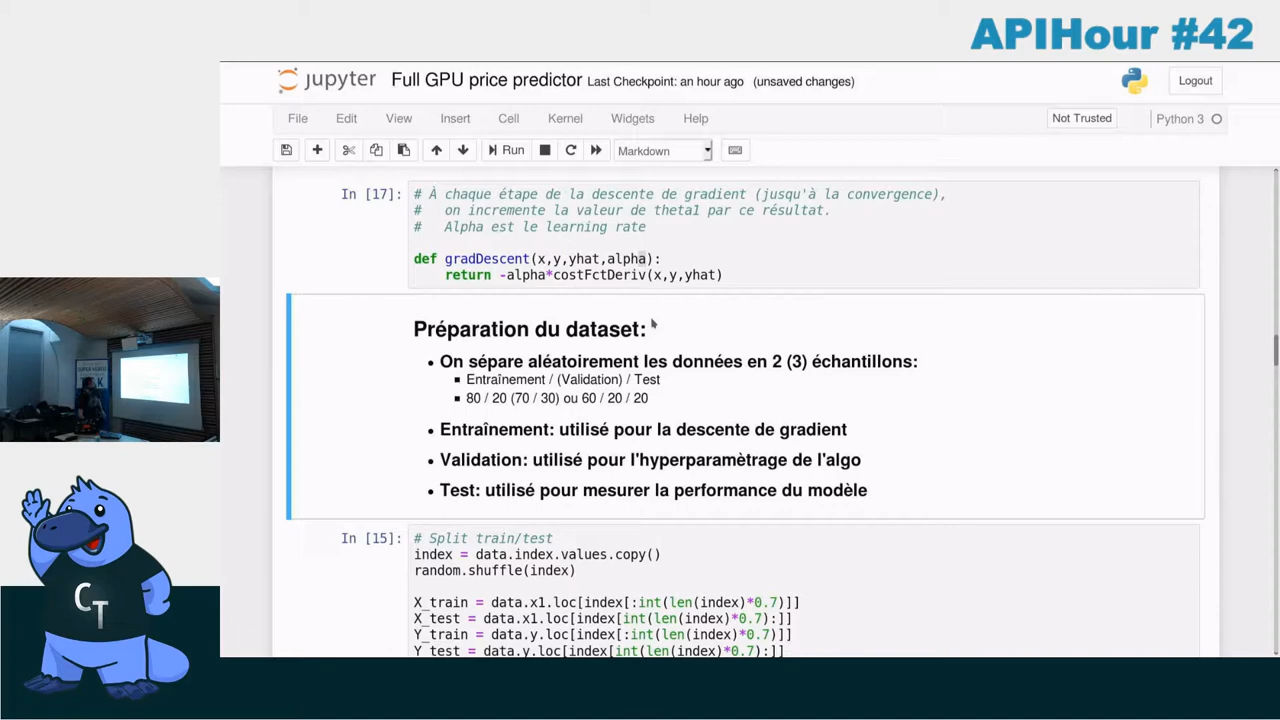 APIHour #42
jupyter Full GPU price predictor Last Checkpoint: an hour ago (unsaved changes) Logout
File Edit View Insert Cell Kernel Widgets Help Not Trusted Python 3
Run Markdown
In [17]: # À chaque étape de la descente de gradient (jusqu'à la convergence),
#   on incremente la valeur de theta1 par ce résultat.
#   Alpha est le learning rate
def gradDescent(x,y,yhat,alpha):
return -alpha*costFctDeriv(x,y,yhat)
Préparation du dataset:
• On sépare aléatoirement les données en 2 (3) échantillons:
▪ Entraînement / (Validation) / Test
▪ 80 / 20 (70 / 30) ou 60 / 20 / 20
• Entraînement: utilisé pour la descente de gradient
• Validation: utilisé pour l'hyperparamètrage de l'algo
• Test: utilisé pour mesurer la performance du modèle
In [15]: # Split train/test
index = data.index.values.copy()
random.shuffle(index)
X_train = data.x1.loc[index[:int(len(index)*0.7)]]
X_test = data.x1.loc[index[int(len(index)*0.7):]]
Y_train = data.y.loc[index[:int(len(index)*0.7)]]
Y_test = data.y.loc[index[int(len(index)*0.7):]]
CT